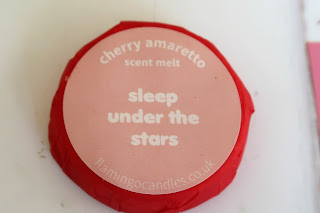 cherry amaretto
scent melt
sleep
under the
stars
flamingocandles.co.uk